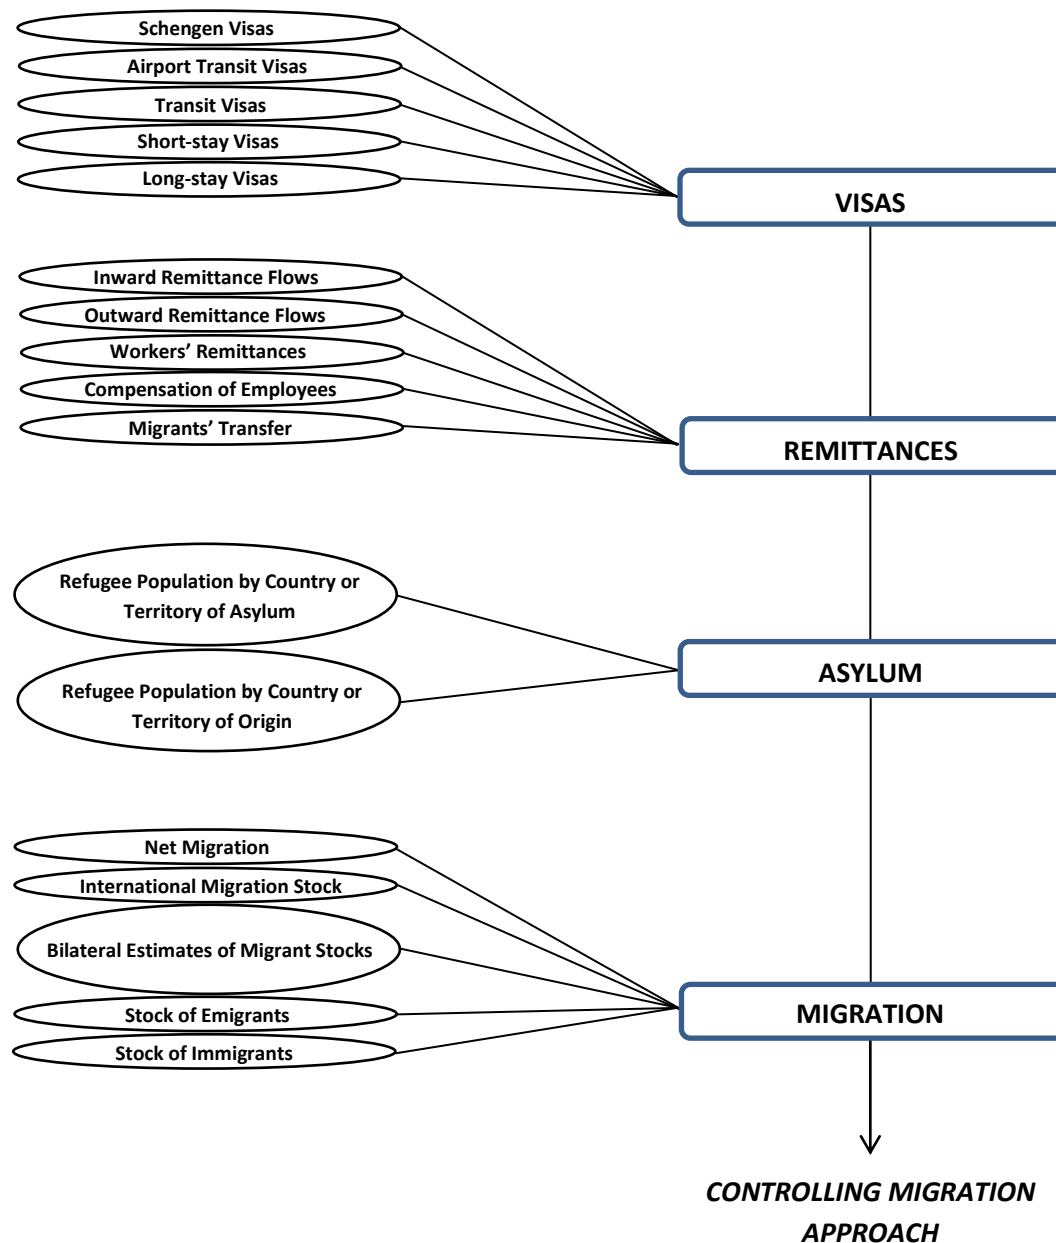 Schengen Visas
Airport Transit Visas
Transit Visas
Short-stay Visas
Long-stay Visas
VISAS
Inward Remittance Flows
Outward Remittance Flows
Workers’ Remittances
Compensation of Employees
Migrants’ Transfer
REMITTANCES
Refugee Population by Country or
Territory of Asylum
Refugee Population by Country or
Territory of Origin
ASYLUM
Net Migration
International Migration Stock
Bilateral Estimates of Migrant Stocks
Stock of Emigrants
Stock of Immigrants
MIGRATION
CONTROLLING MIGRATION
APPROACH